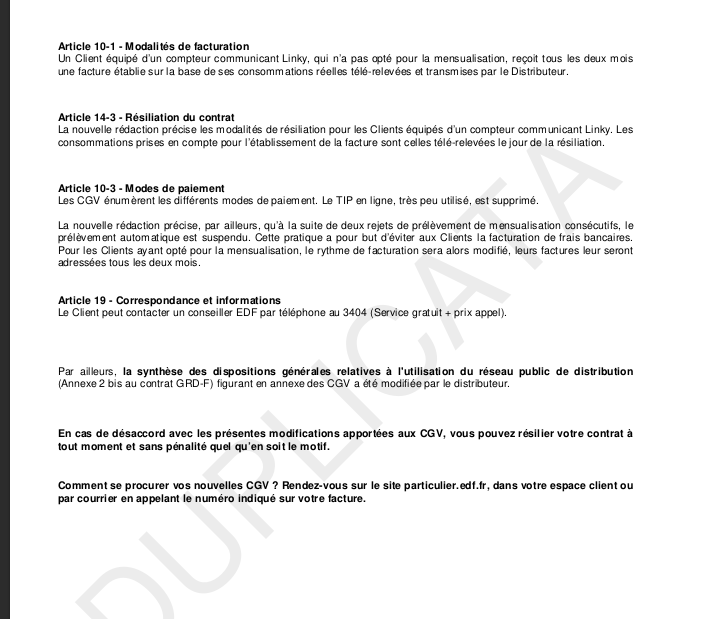 Article 10-1 - Modalités de facturation
Un Client équipé d'un compteur communicant Linky, qui n'a pas opté pour la mensualisation, reçoit tous les deux mois
une facture établie sur la base de ses consommations réelles télé-relevées et transmises par le Distributeur.
Article 14-3 - Résiliation du contrat
La nouvelle rédaction précise les modalités de résiliation pour les Clients équipés d'un compteur communicant Linky. Les
consommations prises en compte pour l'établissement de la facture sont celles télé-relevées le jour de la résiliation.
Article 10-3 - Modes de paiement
Les CGV énumèrent les différents modes de paiement. Le TIP en ligne, très peu utilisé, est supprimé.
La nouvelle rédaction précise, par ailleurs, qu'à la suite de deux rejets de prélèvement de mensualisation consécutifs, le
prélèvement automatique est suspendu. Cette pratique a pour but d'éviter aux Clients la facturation de frais bancaires.
Pour les Clients ayant opté pour la mensualisation, le rythme de facturation sera alors modifié, leurs factures leur seront
adressées tous les deux mois.
Article 19 - Correspondance et informations
Le Client peut contacter un conseiller EDF par téléphone au 3404 (Service gratuit + prix appel).
Par ailleurs, la synthèse des dispositions générales relatives à l'utilisation du réseau public de distribution
(Annexe 2 bis au contrat GRD-F) figurant en annexe des CGV a été modifiée par le distributeur.
En cas de désaccord avec les présentes modifications apportées aux CGV, vous pouvez résilier votre contrat à
tout moment et sans pénalité quel qu'en soit le motif.
Comment se procurer vos nouvelles CGV ? Rendez-vous sur le site particulier.edf.fr, dans votre espace client ou
par courrier en appelant le numéro indiqué sur votre facture.
DUPLICATA